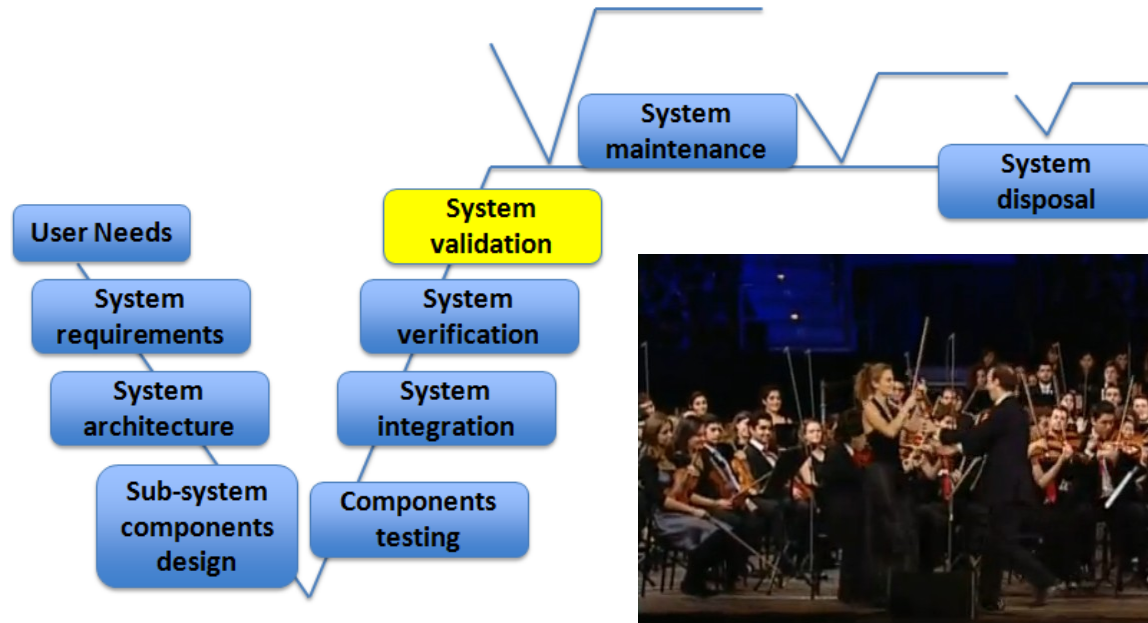 System
maintenance
System
disposal
System
validation
User Needs
System
requirements
System
verification
System
architecture
System
integration
Sub-system
components
design
Components
testing